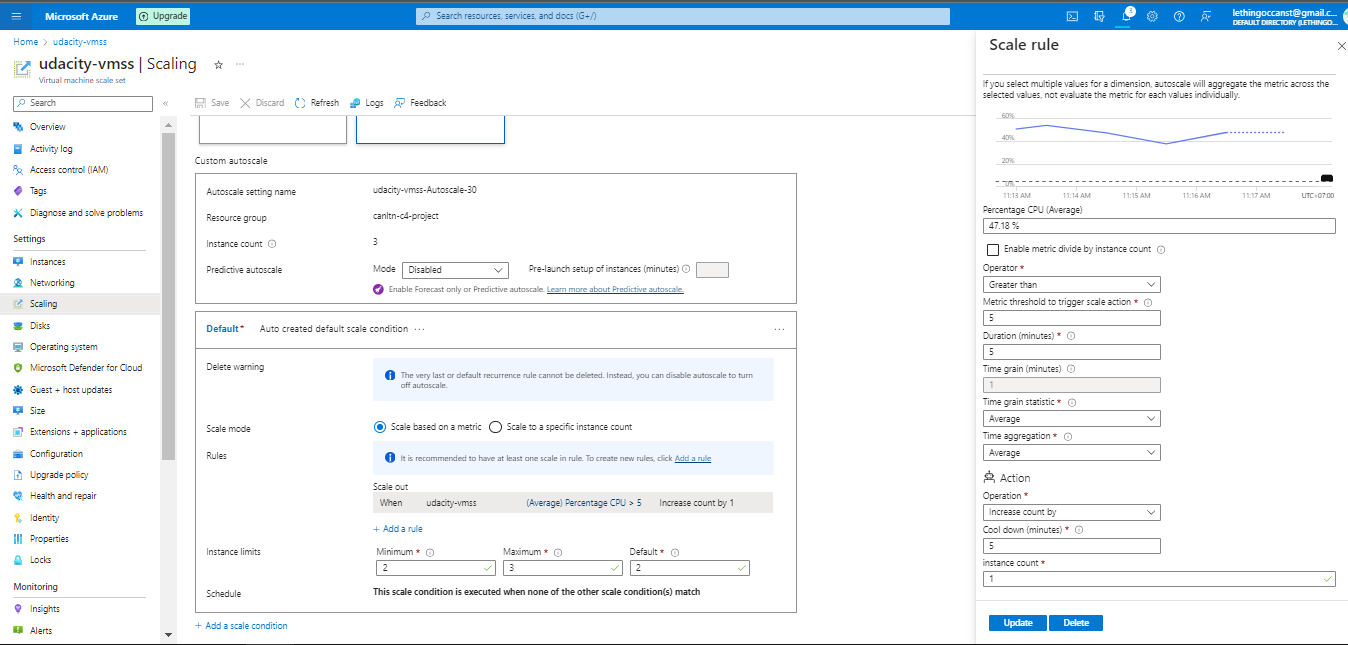 Microsoft Azure
Upgrade
Search resources, services, and docs (G+/)
3
lethingoccanst@gmail.c...
DEFAULT DIRECTORY (LETHINGO...
Home > udacity-vmss
udacity-vmss | Scaling
Virtual machine scale set
Search
Overview
Activity log
Access control (IAM)
Tags
Diagnose and solve problems
Settings
Instances
Networking
Scaling
Disks
Operating system
Microsoft Defender for Cloud
Guest + host updates
Size
Extensions + applications
Configuration
Upgrade policy
Health and repair
Identity
Properties
Locks
Monitoring
Insights
Alerts
Save Discard Refresh Logs Feedback
Custom autoscale
Autoscale setting name udacity-vmss-Autoscale-30
Resource group canltn-c4-project
Instance count 3
Predictive autoscale Mode Disabled Pre-launch setup of instances (minutes)
Enable Forecast only or Predictive autoscale. Learn more about Predictive autoscale.
Default* Auto created default scale condition ...
Delete warning
The very last or default recurrence rule cannot be deleted. Instead, you can disable autoscale to turn
off autoscale.
Scale mode Scale based on a metric Scale to a specific instance count
Rules It is recommended to have at least one scale in rule. To create new rules, click Add a rule
Scale out
When udacity-vmss (Average) Percentage CPU > 5 Increase count by 1
+ Add a rule
Instance limits Minimum * Maximum * Default *
2 3 2
Schedule This scale condition is executed when none of the other scale condition(s) match
+ Add a scale condition
Scale rule
If you select multiple values for a dimension, autoscale will aggregate the metric across the
selected values, not evaluate the metric for each values individually.
60%
40%
20%
0%
11:13 AM 11:14 AM 11:15 AM 11:16 AM 11:17 AM UTC+07:00
Percentage CPU (Average)
47.18 %
Enable metric divide by instance count
Operator *
Greater than
Metric threshold to trigger scale action *
5
Duration (minutes) *
5
Time grain (minutes)
1
Time grain statistic *
Average
Time aggregation *
Average
Action
Operation *
Increase count by
Cool down (minutes) *
5
instance count *
1
Update Delete